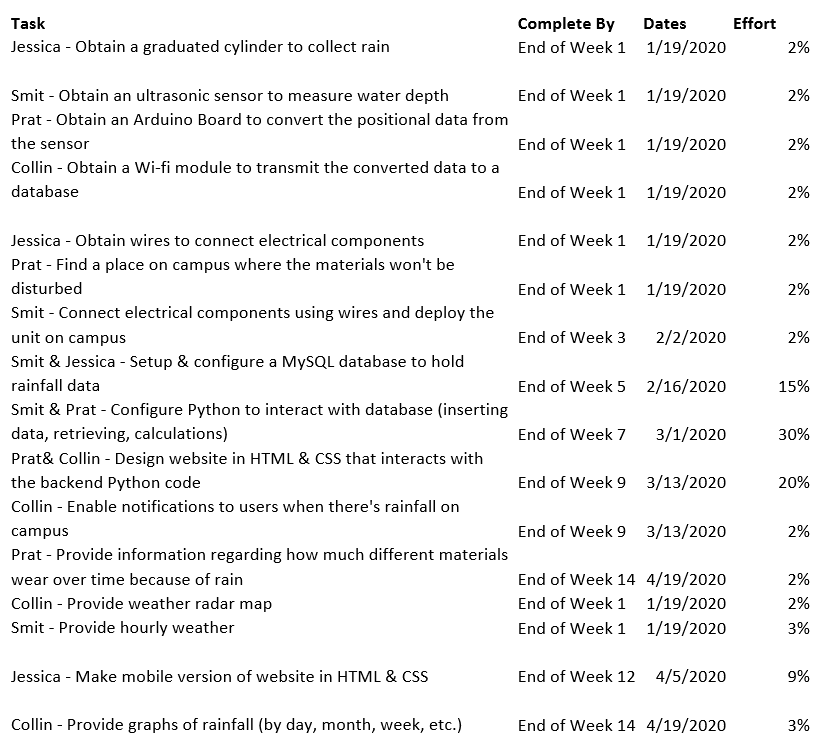 Task Complete By Dates Effort
Jessica - Obtain a graduated cylinder to collect rain End of Week 1 1/19/2020 2%
Smit - Obtain an ultrasonic sensor to measure water depth End of Week 1 1/19/2020 2%
Prat - Obtain an Arduino Board to convert the positional data from
the sensor End of Week 1 1/19/2020 2%
Collin - Obtain a Wi-fi module to transmit the converted data to a
database End of Week 1 1/19/2020 2%
Jessica - Obtain wires to connect electrical components End of Week 1 1/19/2020 2%
Prat - Find a place on campus where the materials won't be
disturbed End of Week 1 1/19/2020 2%
Smit - Connect electrical components using wires and deploy the
unit on campus End of Week 3 2/2/2020 2%
Smit & Jessica - Setup & configure a MySQL database to hold
rainfall data End of Week 5 2/16/2020 15%
Smit & Prat - Configure Python to interact with database (inserting
data, retrieving, calculations) End of Week 7 3/1/2020 30%
Prat& Collin - Design website in HTML & CSS that interacts with
the backend Python code End of Week 9 3/13/2020 20%
Collin - Enable notifications to users when there's rainfall on
campus End of Week 9 3/13/2020 2%
Prat - Provide information regarding how much different materials
wear over time because of rain End of Week 14 4/19/2020 2%
Collin - Provide weather radar map End of Week 1 1/19/2020 2%
Smit - Provide hourly weather End of Week 1 1/19/2020 3%
Jessica - Make mobile version of website in HTML & CSS End of Week 12 4/5/2020 9%
Collin - Provide graphs of rainfall (by day, month, week, etc.) End of Week 14 4/19/2020 3%